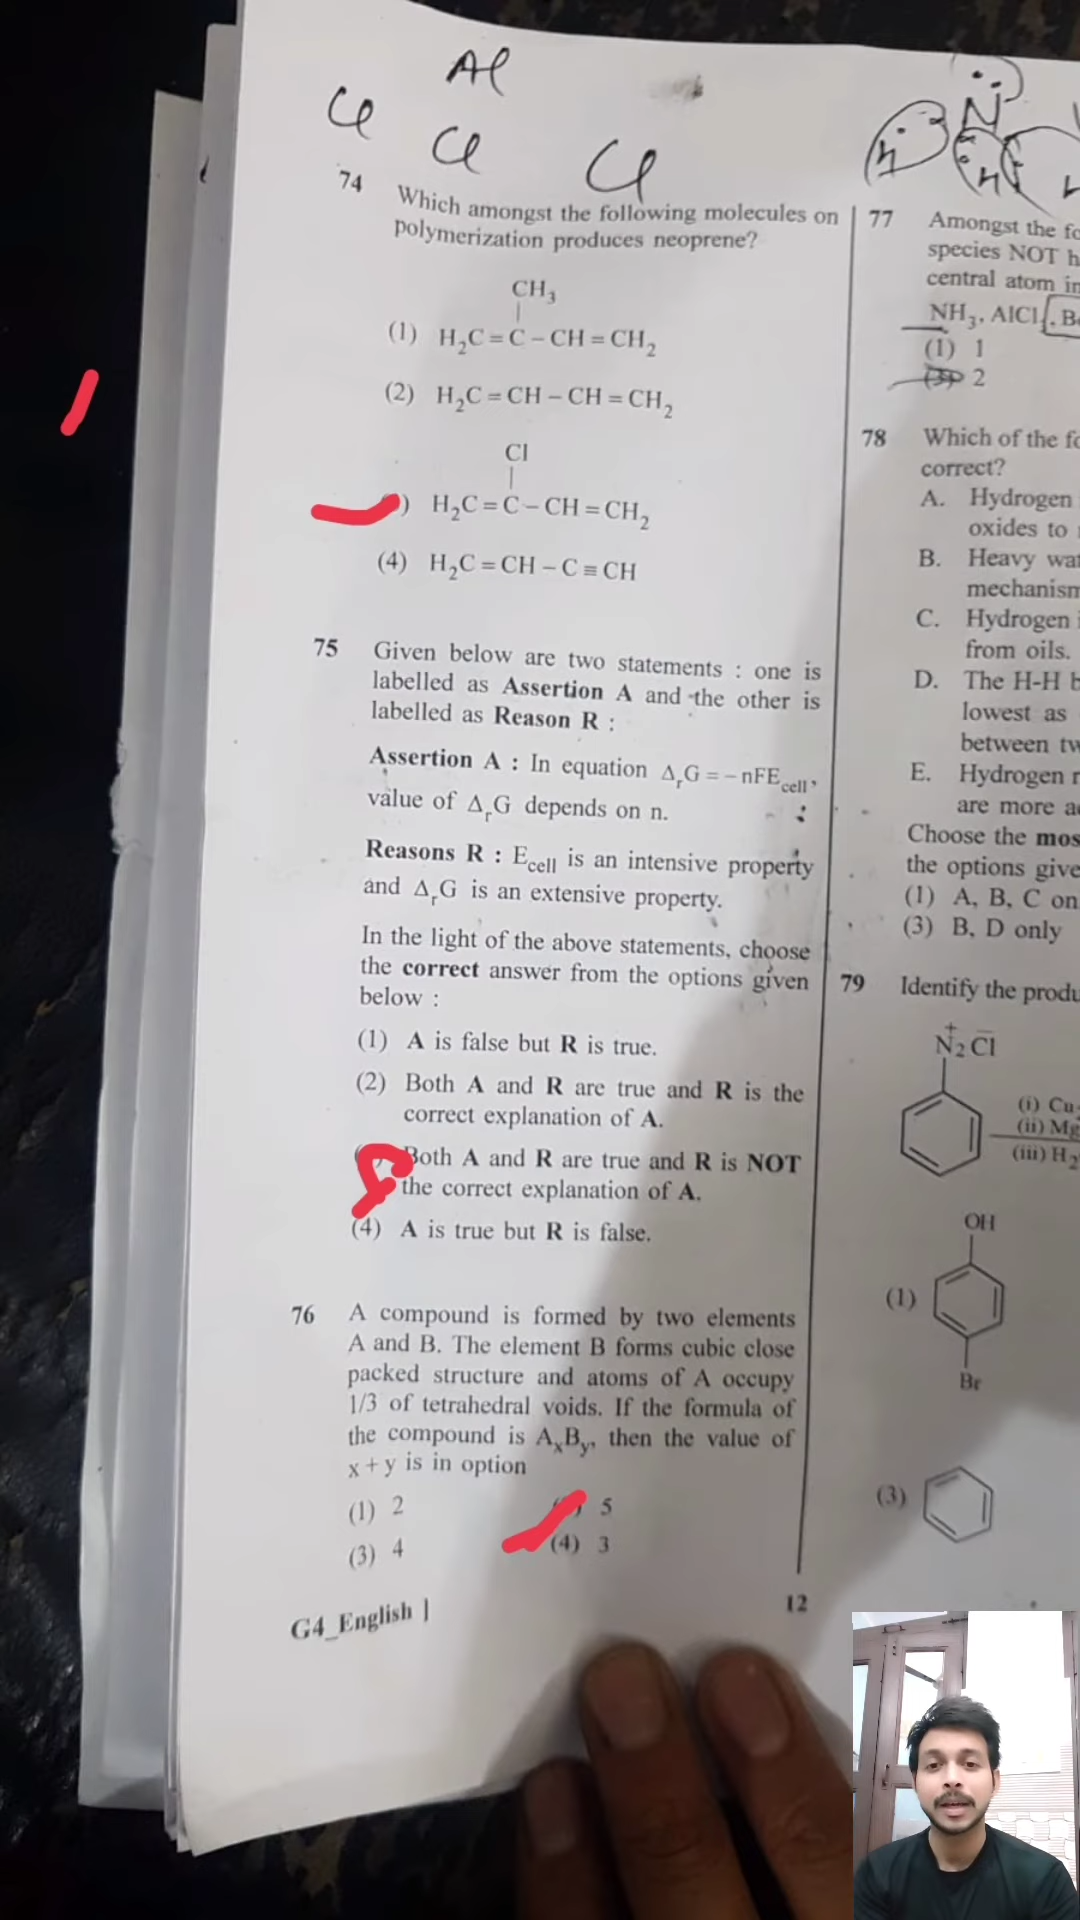 Al
Cl
Cl
Cl
74 Which amongst the following molecules on
polymerization produces neoprene?
CH3
(1) H2C = C – CH = CH2
(2) H2C = CH – CH = CH2
Cl
) H2C = C – CH = CH2
(4) H2C = CH – C ≡ CH
75 Given below are two statements : one is
labelled as Assertion A and the other is
labelled as Reason R :
Assertion A : In equation ΔrG = – nFEcell,
value of ΔrG depends on n.
Reasons R : Ecell is an intensive property
and ΔrG is an extensive property.
In the light of the above statements, choose
the correct answer from the options given
below :
(1) A is false but R is true.
(2) Both A and R are true and R is the
correct explanation of A.
Both A and R are true and R is NOT
the correct explanation of A.
(4) A is true but R is false.
76 A compound is formed by two elements
A and B. The element B forms cubic close
packed structure and atoms of A occupy
1/3 of tetrahedral voids. If the formula of
the compound is AxBy, then the value of
x + y is in option
(1) 2
) 5
(3) 4
(4) 3
G4_English ]
12
N
H
H
77 Amongst the
species NOT
central atom
NH3, AlCl
(1) 1
(3) 2
78 Which of the
correct?
A. Hydrogen
oxides to
B. Heavy
mechanism
C. Hydrogen
from oils.
D. The H-H
lowest as
between
E. Hydrogen
are more
Choose the
the options
(1) A, B, C
(3) B, D only
79 Identify the
N2+ Cl–
(i) Cu
(ii) Mg
(iii) H2
OH
(1)
Br
(3)